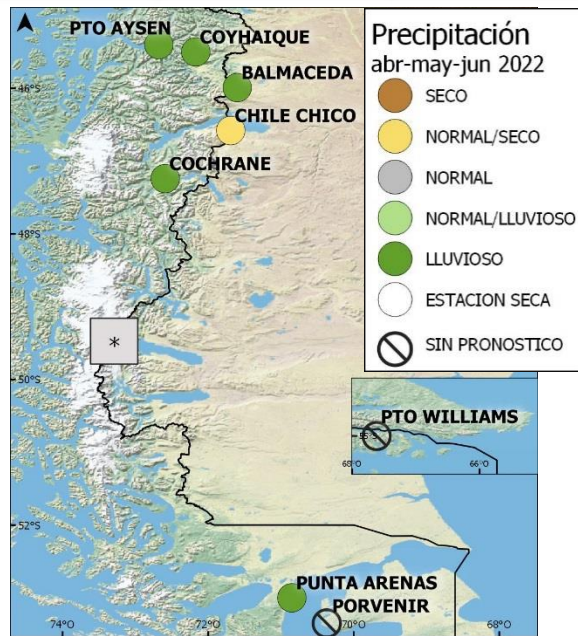 PTO AYSEN
COYHAIQUE
BALMACEDA
CHILE CHICO
COCHRANE
46°S
48°S
*
50°S
52°S
PTO WILLIAMS
55°S
68°W
66°W
PUNTA ARENAS
PORVENIR
74°W
72°W
70°W
68°W
Precipitación
abr-may-jun 2022
SECO
NORMAL/SECO
NORMAL
NORMAL/LLUVIOSO
LLUVIOSO
ESTACION SECA
SIN PRONOSTICO